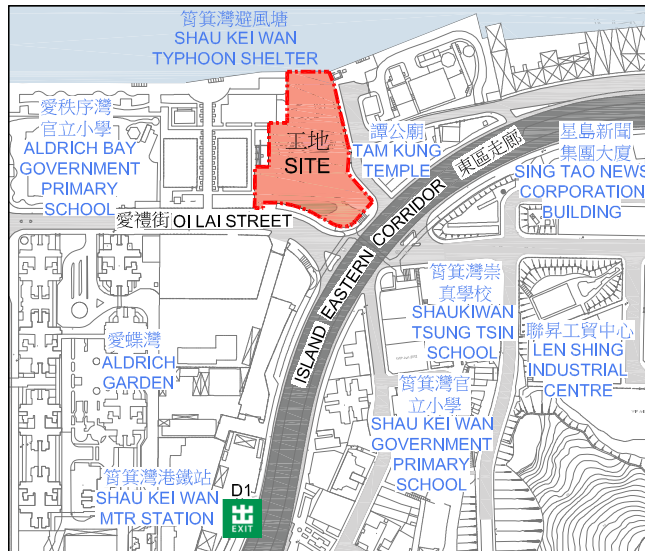 筲箕灣避風塘
SHAU KEI WAN
TYPHOON SHELTER
愛秩序灣
官立小學
ALDRICH BAY
GOVERNMENT
PRIMARY
SCHOOL
工地
SITE
譚公廟
TAM KUNG
TEMPLE
星島新聞
集團大廈
SING TAO NEWS
CORPORATION
BUILDING
東區走廊
ISLAND EASTERN CORRIDOR
愛禮街 OI LAI STREET
筲箕灣崇
真學校
SHAUKIWAN
TSUNG TSIN
SCHOOL
愛蝶灣
ALDRICH
GARDEN
聯昇工貿中心
LEN SHING
INDUSTRIAL
CENTRE
筲箕灣官
立小學
SHAU KEI WAN
GOVERNMENT
PRIMARY
SCHOOL
筲箕灣港鐵站
SHAU KEI WAN
MTR STATION
D1
出
EXIT